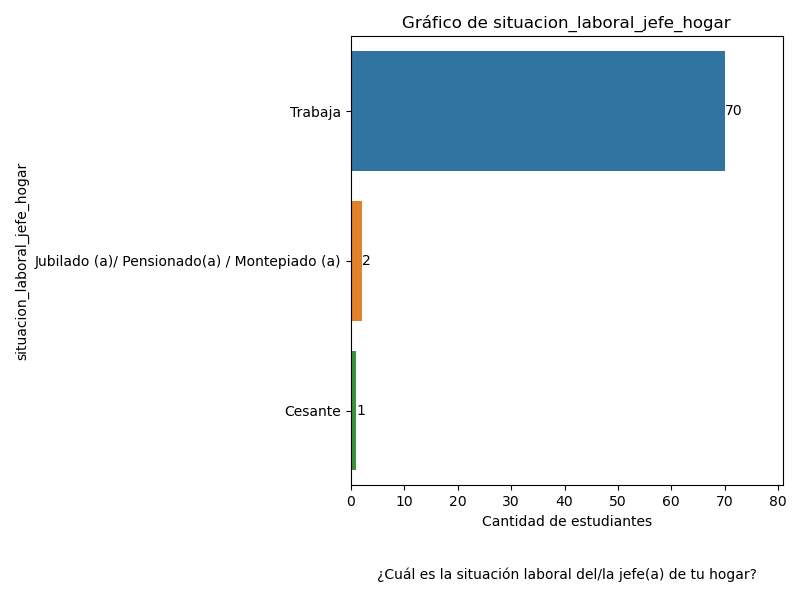 Gráfico de situacion_laboral_jefe_hogar
situacion_laboral_jefe_hogar
Trabaja
70
Jubilado (a)/ Pensionado(a) / Montepiado (a)
2
Cesante
1
0 10 20 30 40 50 60 70 80
Cantidad de estudiantes
¿Cuál es la situación laboral del/la jefe(a) de tu hogar?